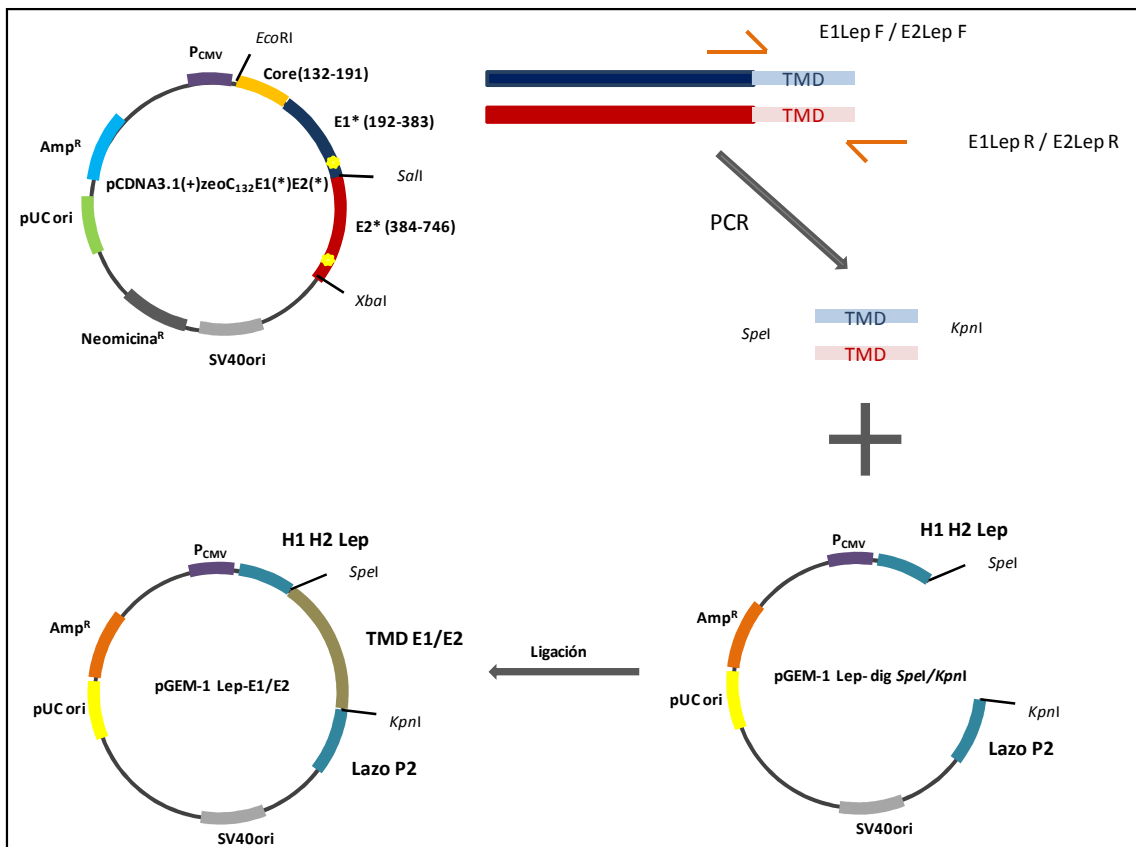 PCMV
EcoRI
Core(132-191)
E1* (192-383)
AmpR
SalI
pCDNA3.1(+)zeoC132E1(*)E2(*)
pUC ori
E2* (384-746)
XbaI
NeomicinaR
SV40ori
E1Lep F / E2Lep F
TMD
TMD
E1Lep R / E2Lep R
PCR
SpeI
TMD
KpnI
TMD
H1 H2 Lep
PCMV
SpeI
AmpR
TMD E1/E2
pGEM-1 Lep-E1/E2
pUC ori
KpnI
Lazo P2
SV40ori
Ligación
H1 H2 Lep
PCMV
SpeI
AmpR
pGEM-1 Lep- dig SpeI/KpnI
pUC ori
KpnI
Lazo P2
SV40ori